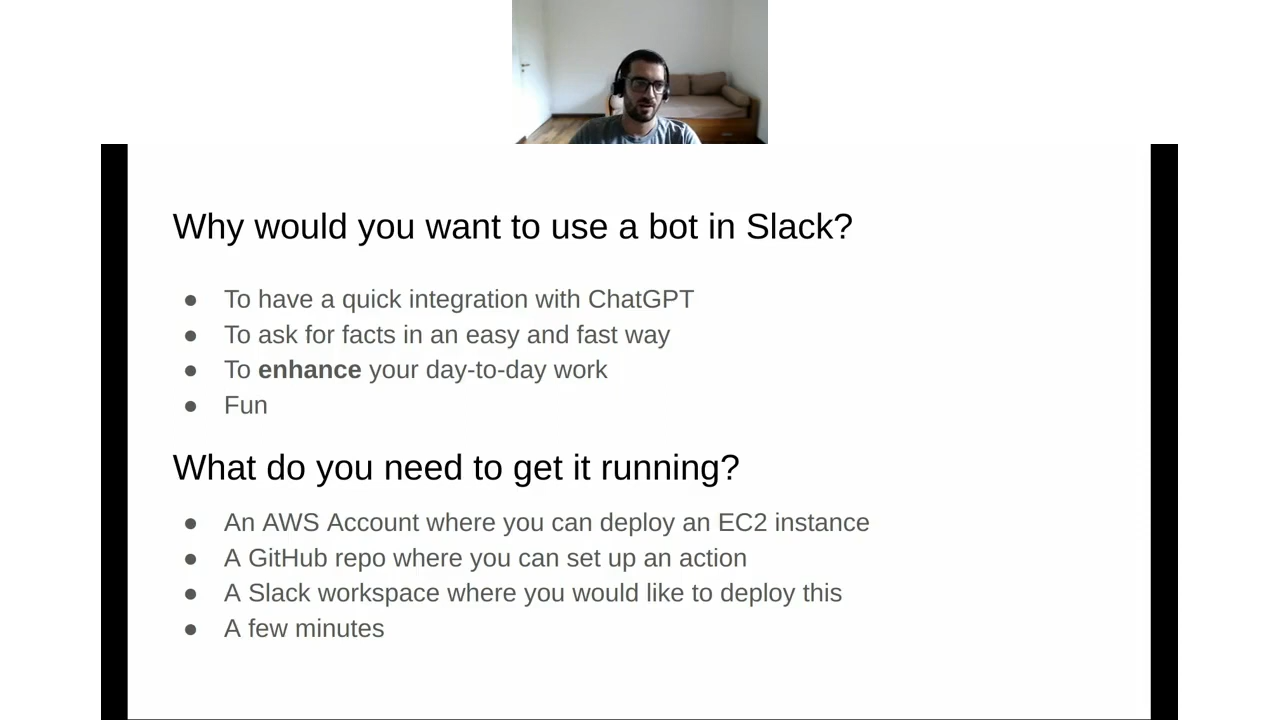 Why would you want to use a bot in Slack?
● To have a quick integration with ChatGPT
● To ask for facts in an easy and fast way
● To enhance your day-to-day work
● Fun
What do you need to get it running?
● An AWS Account where you can deploy an EC2 instance
● A GitHub repo where you can set up an action
● A Slack workspace where you would like to deploy this
● A few minutes